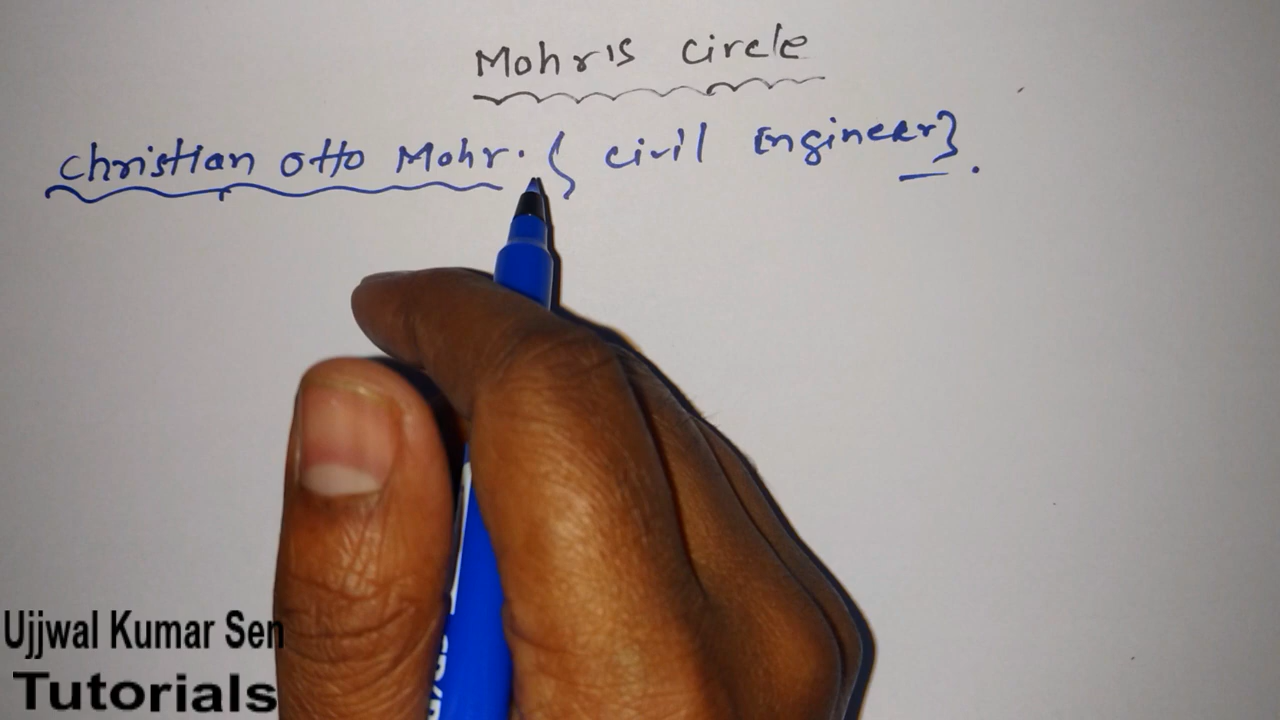 Mohr's circle
Christian Otto Mohr. { civil Engineer}.
Ujjwal Kumar Sen
Tutorials